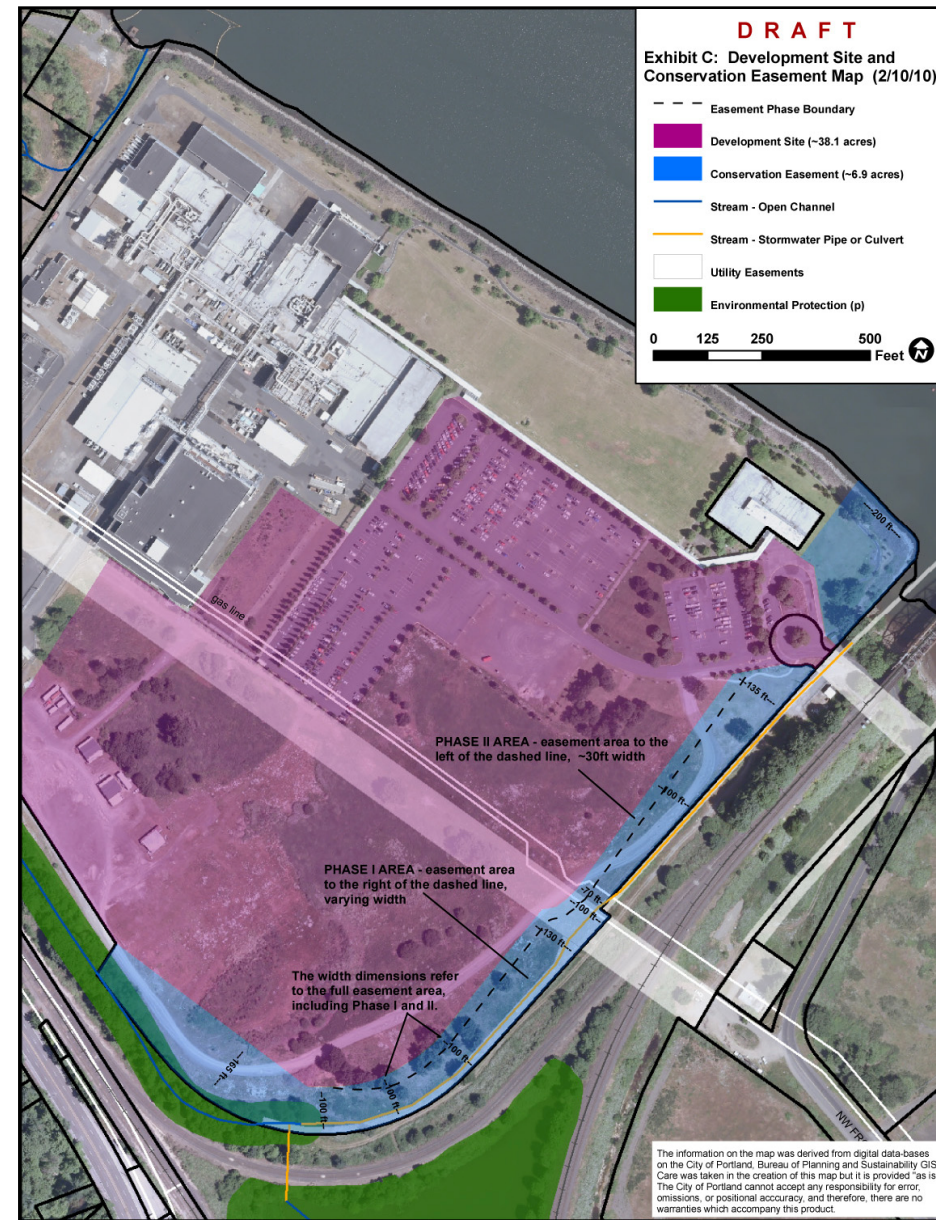 D R A F T
Exhibit C: Development Site and
Conservation Easement Map (2/10/10)
Easement Phase Boundary
Development Site (~38.1 acres)
Conservation Easement (~6.9 acres)
Stream - Open Channel
Stream - Stormwater Pipe or Culvert
Utility Easements
Environmental Protection (p)
0 125 250 500
Feet
N
----200 ft----
gas line
--135 ft---
PHASE II AREA - easement area to the
left of the dashed line, ~30ft width
--100 ft--
PHASE I AREA - easement area
to the right of the dashed line,
varying width
-70 ft-
--100 ft--
--130 ft--
The width dimensions refer
to the full easement area,
including Phase I and II.
--100 ft--
---165 ft---
--100 ft--
--100 ft--
NW FR
The information on the map was derived from digital data-bases
on the City of Portland, Bureau of Planning and Sustainability GIS
Care was taken in the creation of this map but it is provided "as is
The City of Portland cannot accept any responsibility for error,
omissions, or positional acccuracy, and therefore, there are no
warranties which accompany this product.